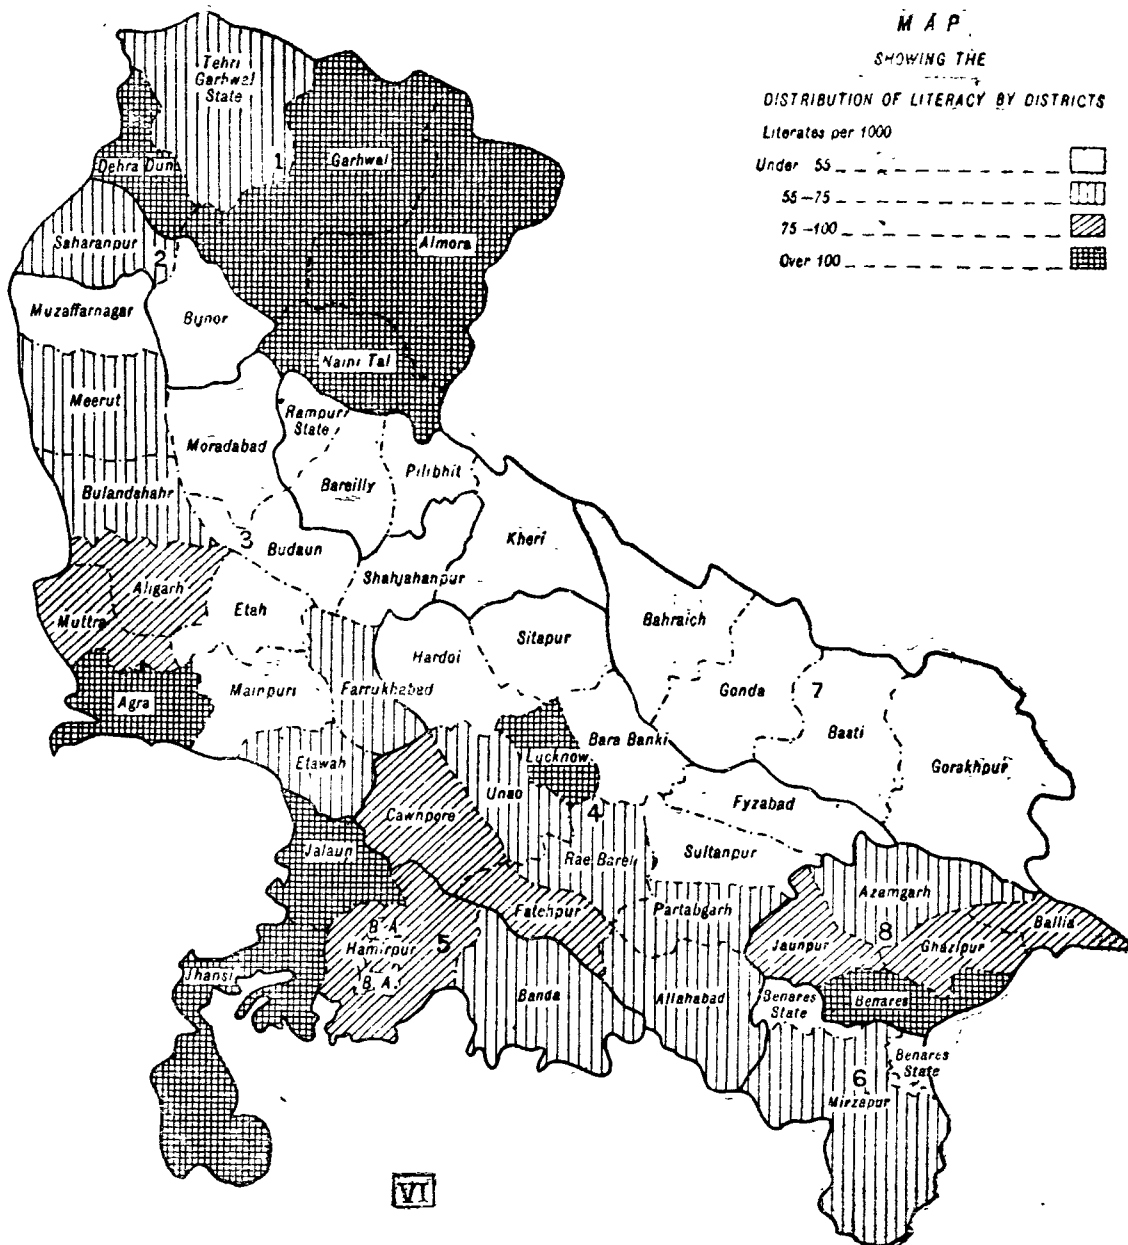 MAP
SHOWING THE
DISTRIBUTION OF LITERACY BY DISTRICTS
Literates per 1000
Under 55
55-75
75-100
Over 100
Tehri
Garhwal
State
1
Garhwal
Dehra Dun
Almora
Saharanpur
2
Muzaffarnagar
Bijnor
Naini Tal
Meerut
Rampur
State
Moradabad
Pilibhit
Bareilly
Bulandshahr
3
Budaun
Kheri
Shahjahanpur
Aligarh
Etah
Muttra
Bahraich
Sitapur
Hardoi
Mainpuri
Farrukhabad
Gonda
7
Agra
Basti
Bara Banki
Lucknow
Gorakhpur
Etawah
Unao
Fyzabad
4
Cawnpore
Jalaun
Rae Bareli
Sultanpur
Azamgarh
Fatehpur
Partabgarh
Ballia
B A
Hamirpur
5
B. A.
Jaunpur
8
Ghazipur
Jhansi
Banda
Allahabad
Benares
State
Benares
Benares
State
6
Mirzapur
VI